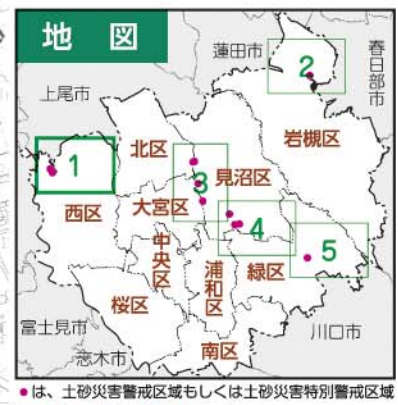 地 図
蓮田市
春日部市
上尾市
2
岩槻区
北区
1
3
見沼区
西区
大宮区
4
中央区
浦和区
緑区
5
桜区
富士見市
川口市
志木市
南区
●は、土砂災害警戒区域もしくは土砂災害特別警戒区域